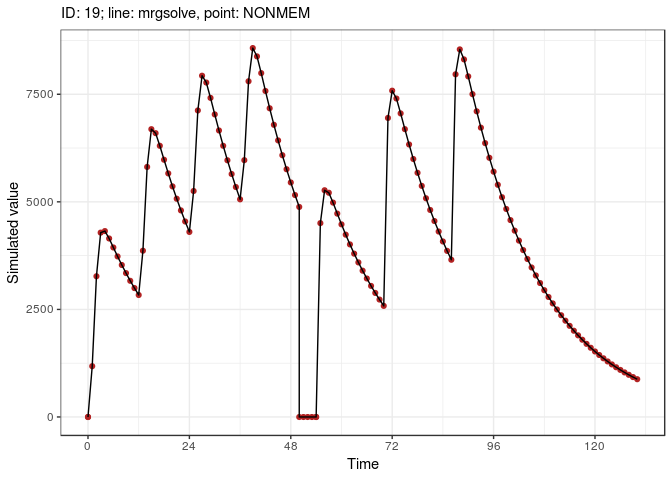 ID: 19; line: mrgsolve, point: NONMEM
Simulated value
7500
5000
2500
0
0 24 48 72 96 120
Time